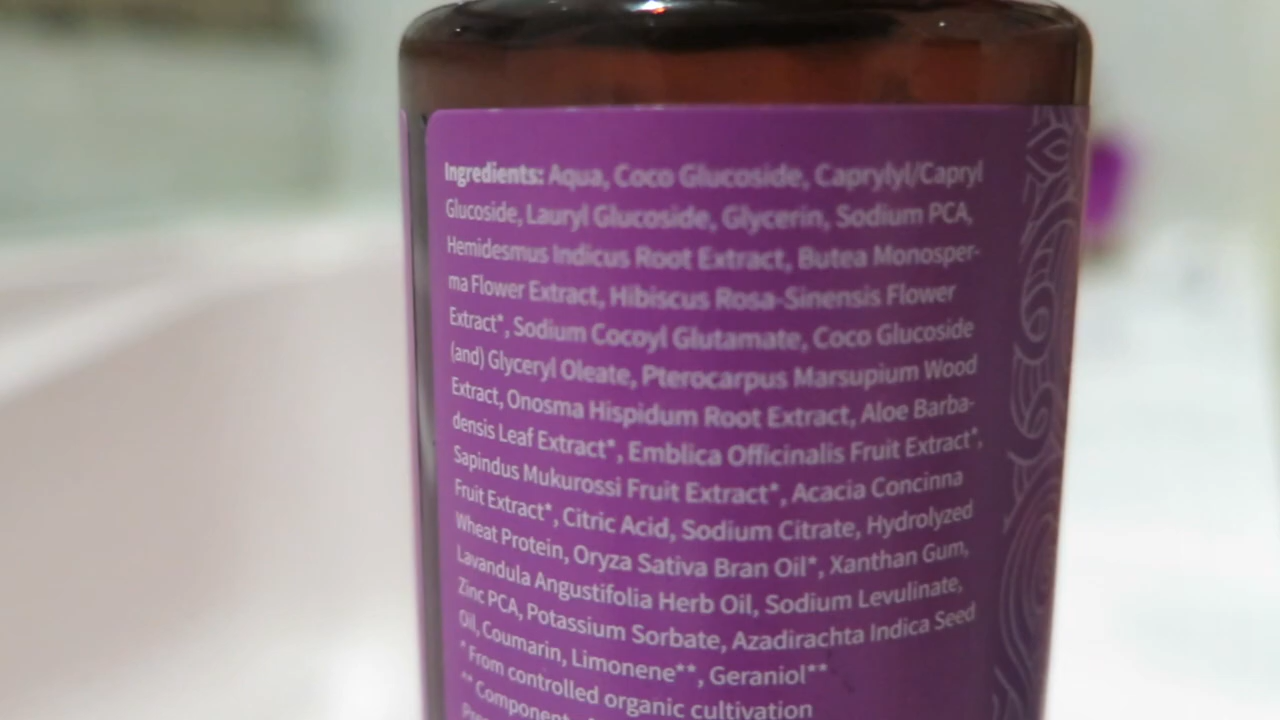 Ingredients: Aqua, Coco Glucoside, Caprylyl/Capryl
Glucoside, Lauryl Glucoside, Glycerin, Sodium PCA,
Hemidesmus Indicus Root Extract, Butea Monosper-
ma Flower Extract, Hibiscus Rosa-Sinensis Flower
Extract*, Sodium Cocoyl Glutamate, Coco Glucoside
(and) Glyceryl Oleate, Pterocarpus Marsupium Wood
Extract, Onosma Hispidum Root Extract, Aloe Barba-
densis Leaf Extract*, Emblica Officinalis Fruit Extract*,
Sapindus Mukurossi Fruit Extract*, Acacia Concinna
Fruit Extract*, Citric Acid, Sodium Citrate, Hydrolyzed
Wheat Protein, Oryza Sativa Bran Oil*, Xanthan Gum,
Lavandula Angustifolia Herb Oil, Sodium Levulinate,
Zinc PCA, Potassium Sorbate, Azadirachta Indica Seed
Oil, Coumarin, Limonene**, Geraniol**
* From controlled organic cultivation
**